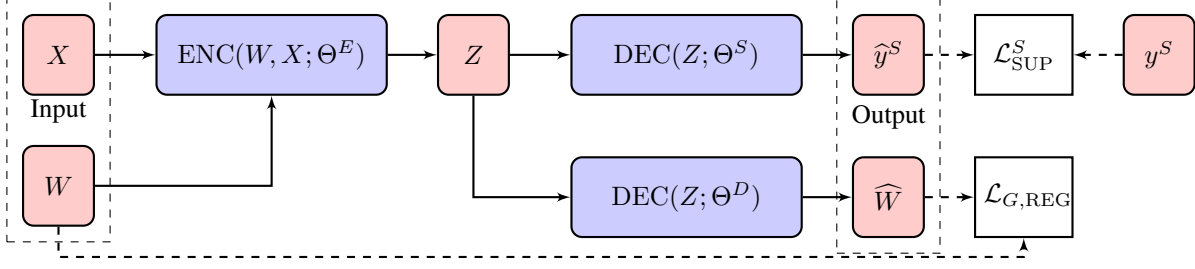 X
ENC(W, X; Θ^E)
Z
DEC(Z; Θ^S)
ŷ^S
ℒ^S_SUP
y^S
Input
Output
W
DEC(Z; Θ^D)
Ŵ
ℒ_G,REG